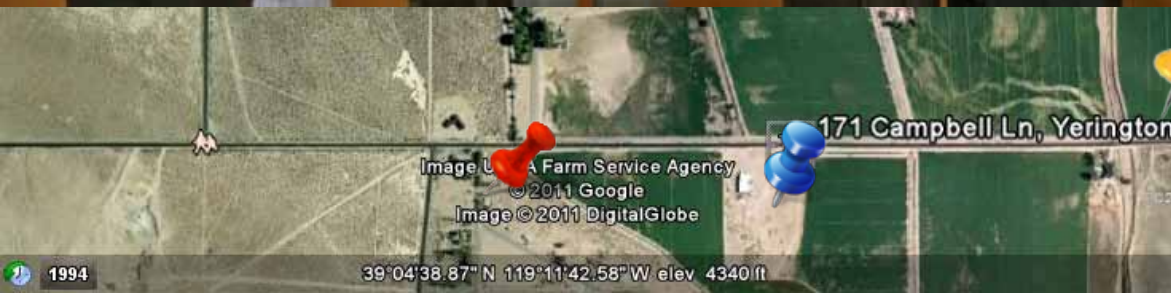 171 Campbell Ln, Yerington
Image U A Farm Service Agency
© 2011 Google
Image © 2011 DigitalGlobe
1994
39°04'38.87" N 119°11'42.58" W elev 4340 ft